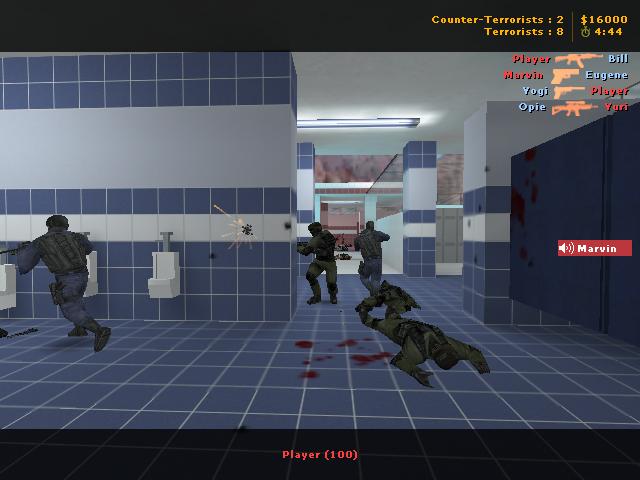 Counter-Terrorists : 2 $16000
Terrorists : 8 4:44
Player Bill
Marvin Eugene
Yogi Player
Opie Yuri
Marvin
Player (100)